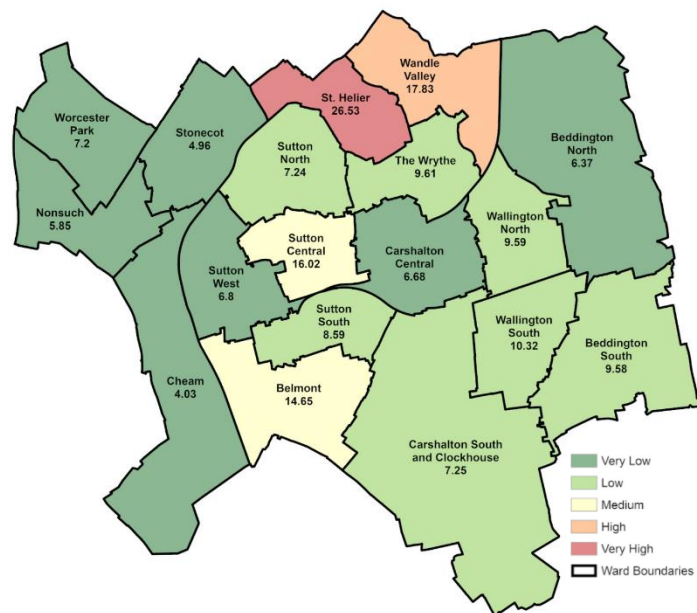 Wandle
Valley
17.83
St. Helier
26.53
Worcester
Park
7.2
Stonecot
4.96
Sutton
North
7.24
The Wrythe
9.61
Beddington
North
6.37
Nonsuch
5.85
Wallington
North
9.59
Sutton
Central
16.02
Carshalton
Central
6.68
Sutton
West
6.8
Sutton
South
8.59
Wallington
South
10.32
Beddington
South
9.58
Cheam
4.03
Belmont
14.65
Carshalton South
and Clockhouse
7.25
Very Low
Low
Medium
High
Very High
Ward Boundaries